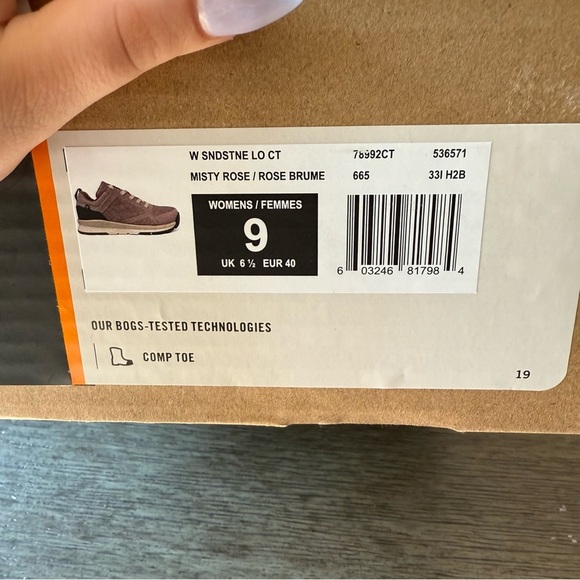 W SNDSTNE LO CT 78992CT 536571
MISTY ROSE / ROSE BRUME 665 33I H2B
WOMENS / FEMMES
9
UK 6 ½ EUR 40
6 03246 81798 4
OUR BOGS-TESTED TECHNOLOGIES
COMP TOE
19